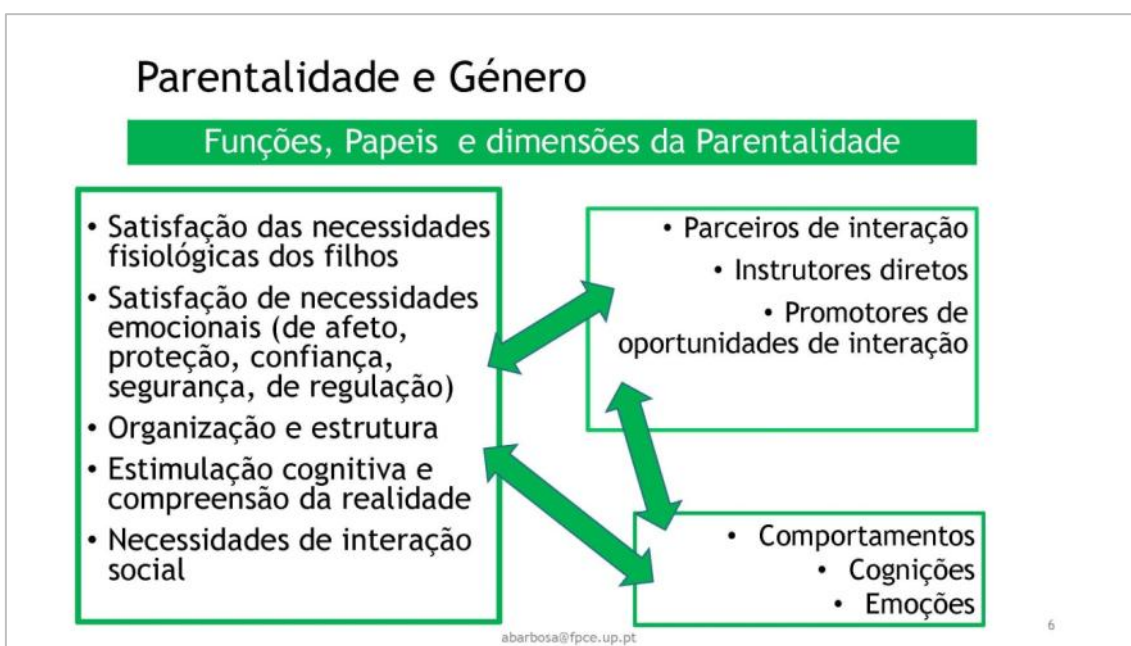 Parentalidade e Género
Funções, Papeis e dimensões da Parentalidade
• Satisfação das necessidades
fisiológicas dos filhos
• Satisfação de necessidades
emocionais (de afeto,
proteção, confiança,
segurança, de regulação)
• Organização e estrutura
• Estimulação cognitiva e
compreensão da realidade
• Necessidades de interação
social
• Parceiros de interação
• Instrutores diretos
• Promotores de
oportunidades de interação
• Comportamentos
• Cognições
• Emoções
abarbosa@fpce.up.pt
6